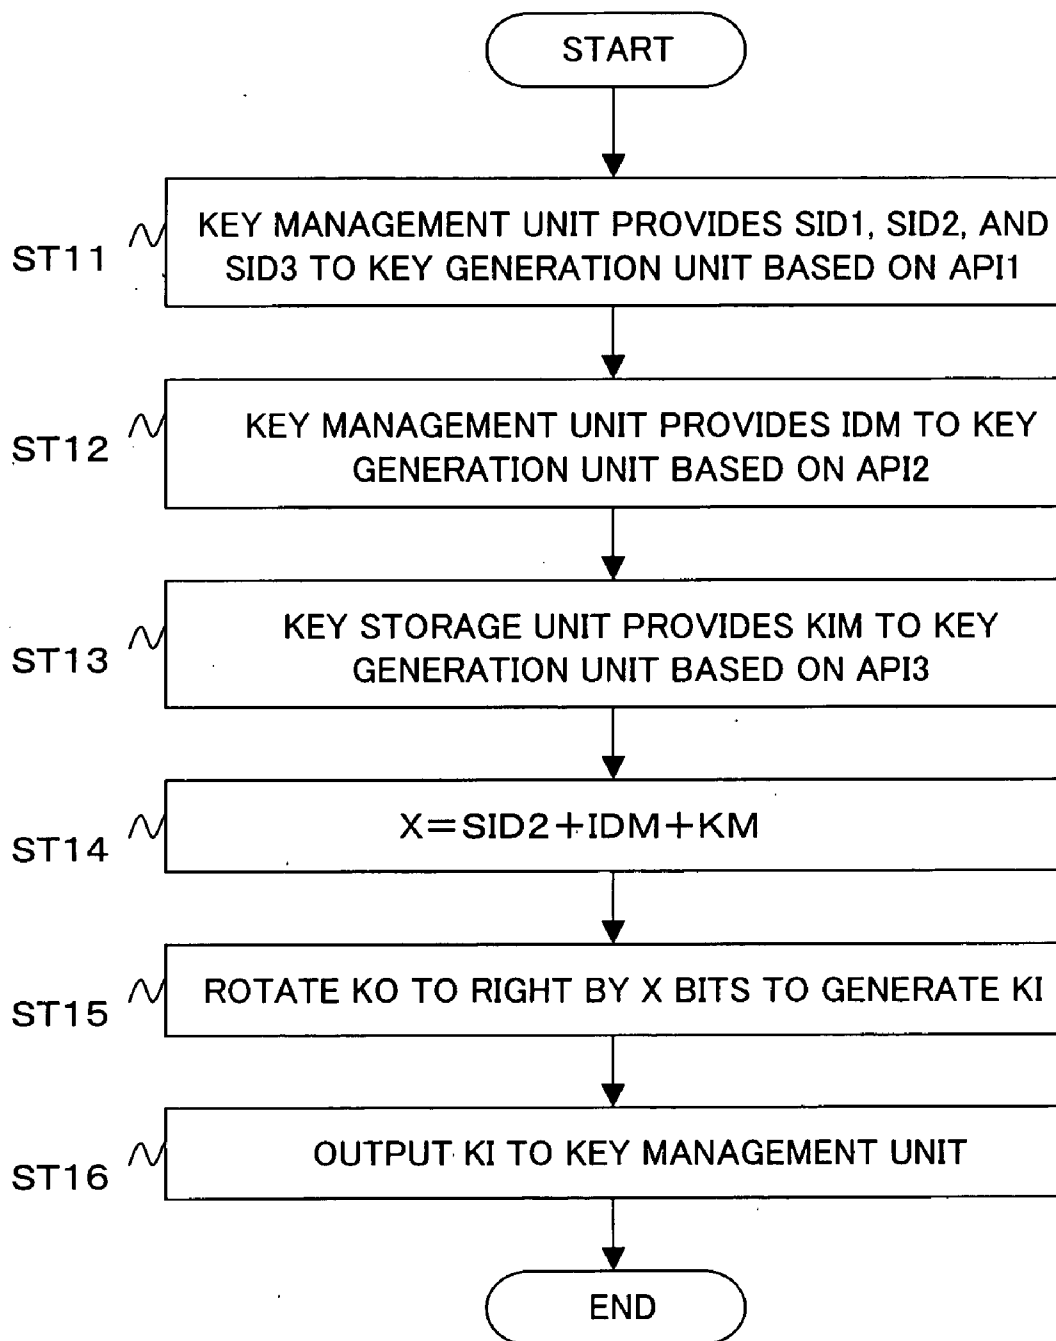 START
ST11
KEY MANAGEMENT UNIT PROVIDES SID1, SID2, AND
SID3 TO KEY GENERATION UNIT BASED ON API1
ST12
KEY MANAGEMENT UNIT PROVIDES IDM TO KEY
GENERATION UNIT BASED ON API2
ST13
KEY STORAGE UNIT PROVIDES KIM TO KEY
GENERATION UNIT BASED ON API3
ST14
X=SID2+IDM+KM
ST15
ROTATE KO TO RIGHT BY X BITS TO GENERATE KI
ST16
OUTPUT KI TO KEY MANAGEMENT UNIT
END